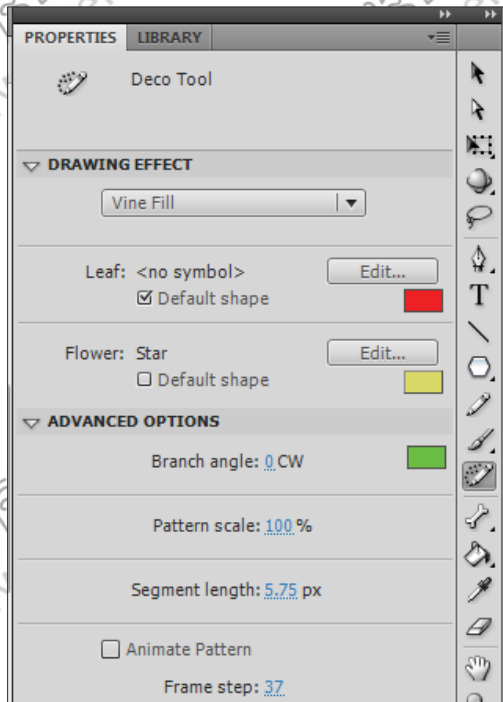 PROPERTIES LIBRARY
Deco Tool
DRAWING EFFECT
Vine Fill
Leaf: <no symbol> Edit...
Default shape
Flower: Star Edit...
Default shape
ADVANCED OPTIONS
Branch angle: 0 CW
Pattern scale: 100 %
Segment length: 5.75 px
Animate Pattern
Frame step: 37
T